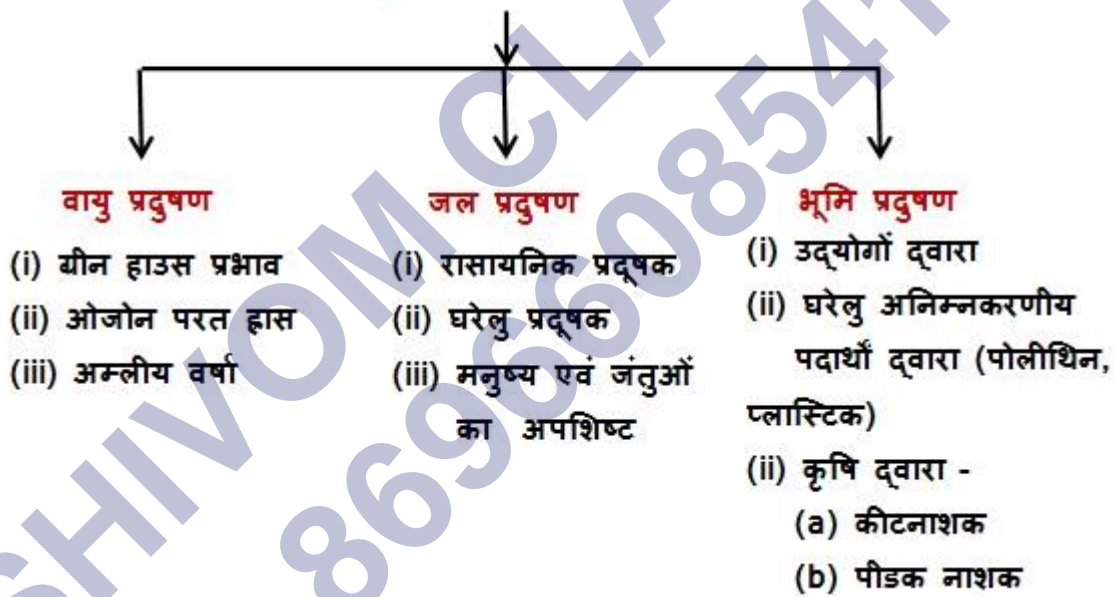 वायु प्रदुषण
(i) ग्रीन हाउस प्रभाव
(ii) ओजोन परत ह्रास
(iii) अम्लीय वर्षा
जल प्रदुषण
(i) रासायनिक प्रदूषक
(ii) घरेलु प्रदूषक
(iii) मनुष्य एवं जंतुओं
का अपशिष्ट
भूमि प्रदुषण
(i) उद्योगों द्वारा
(ii) घरेलु अनिम्नकरणीय
पदार्थों द्वारा (पोलीथिन,
प्लास्टिक)
(ii) कृषि द्वारा -
(a) कीटनाशक
(b) पीडक नाशक